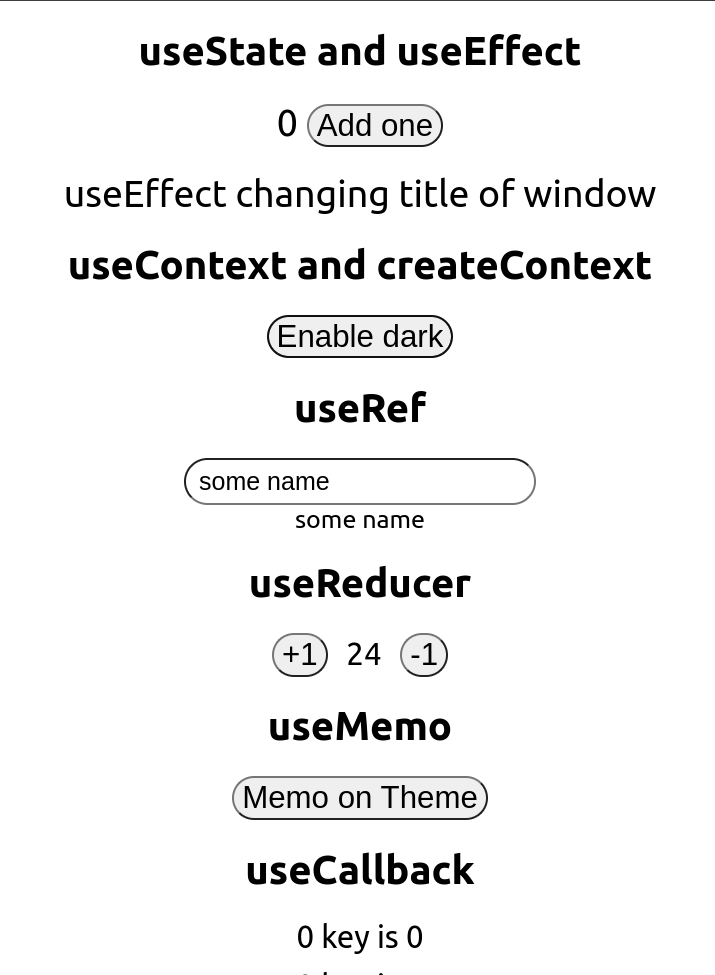 useState and useEffect
0 Add one
useEffect changing title of window
useContext and createContext
Enable dark
useRef
some name
some name
useReducer
+1 24 -1
useMemo
Memo on Theme
useCallback
0 key is 0